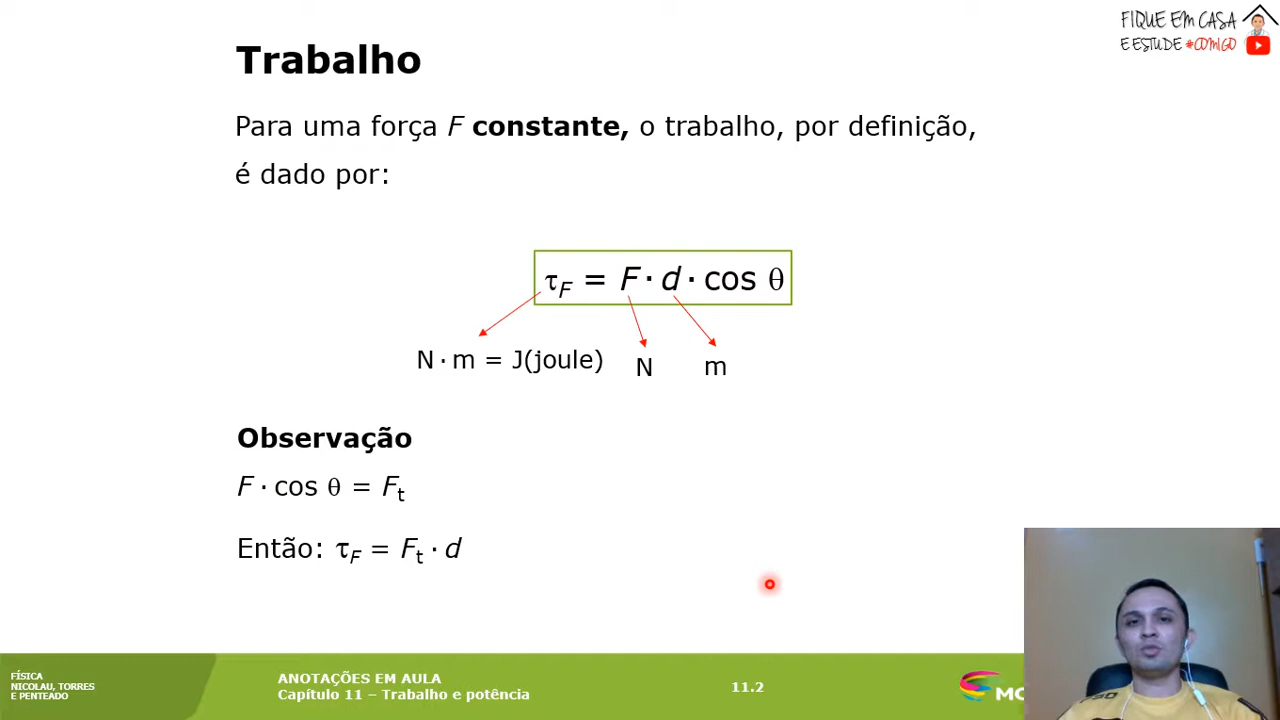 FIQUE EM CASA
E ESTUDE #COMIGO
Trabalho
Para uma força F constante, o trabalho, por definição,
é dado por:
τF = F · d · cos θ
N · m = J(joule) N m
Observação
F · cos θ = Ft
Então: τF = Ft · d
FÍSICA
NICOLAU, TORRES
E PENTEADO
ANOTAÇÕES EM AULA
Capítulo 11 – Trabalho e potência
11.2